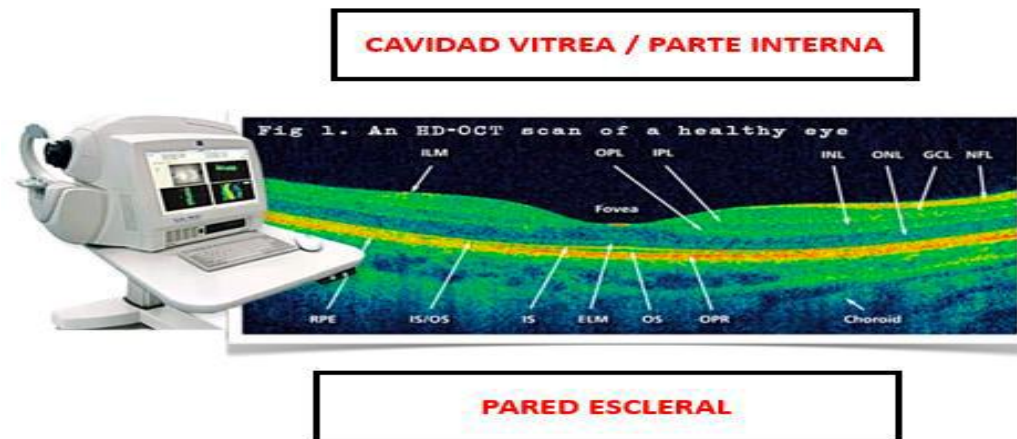 CAVIDAD VITREA / PARTE INTERNA
Fig 1. An HD-OCT scan of a healthy eye
ILM OPL IPL INL ONL GCL NFL
Fovea
RPE IS/OS IS ELM OS OPR Choroid
PARED ESCLERAL